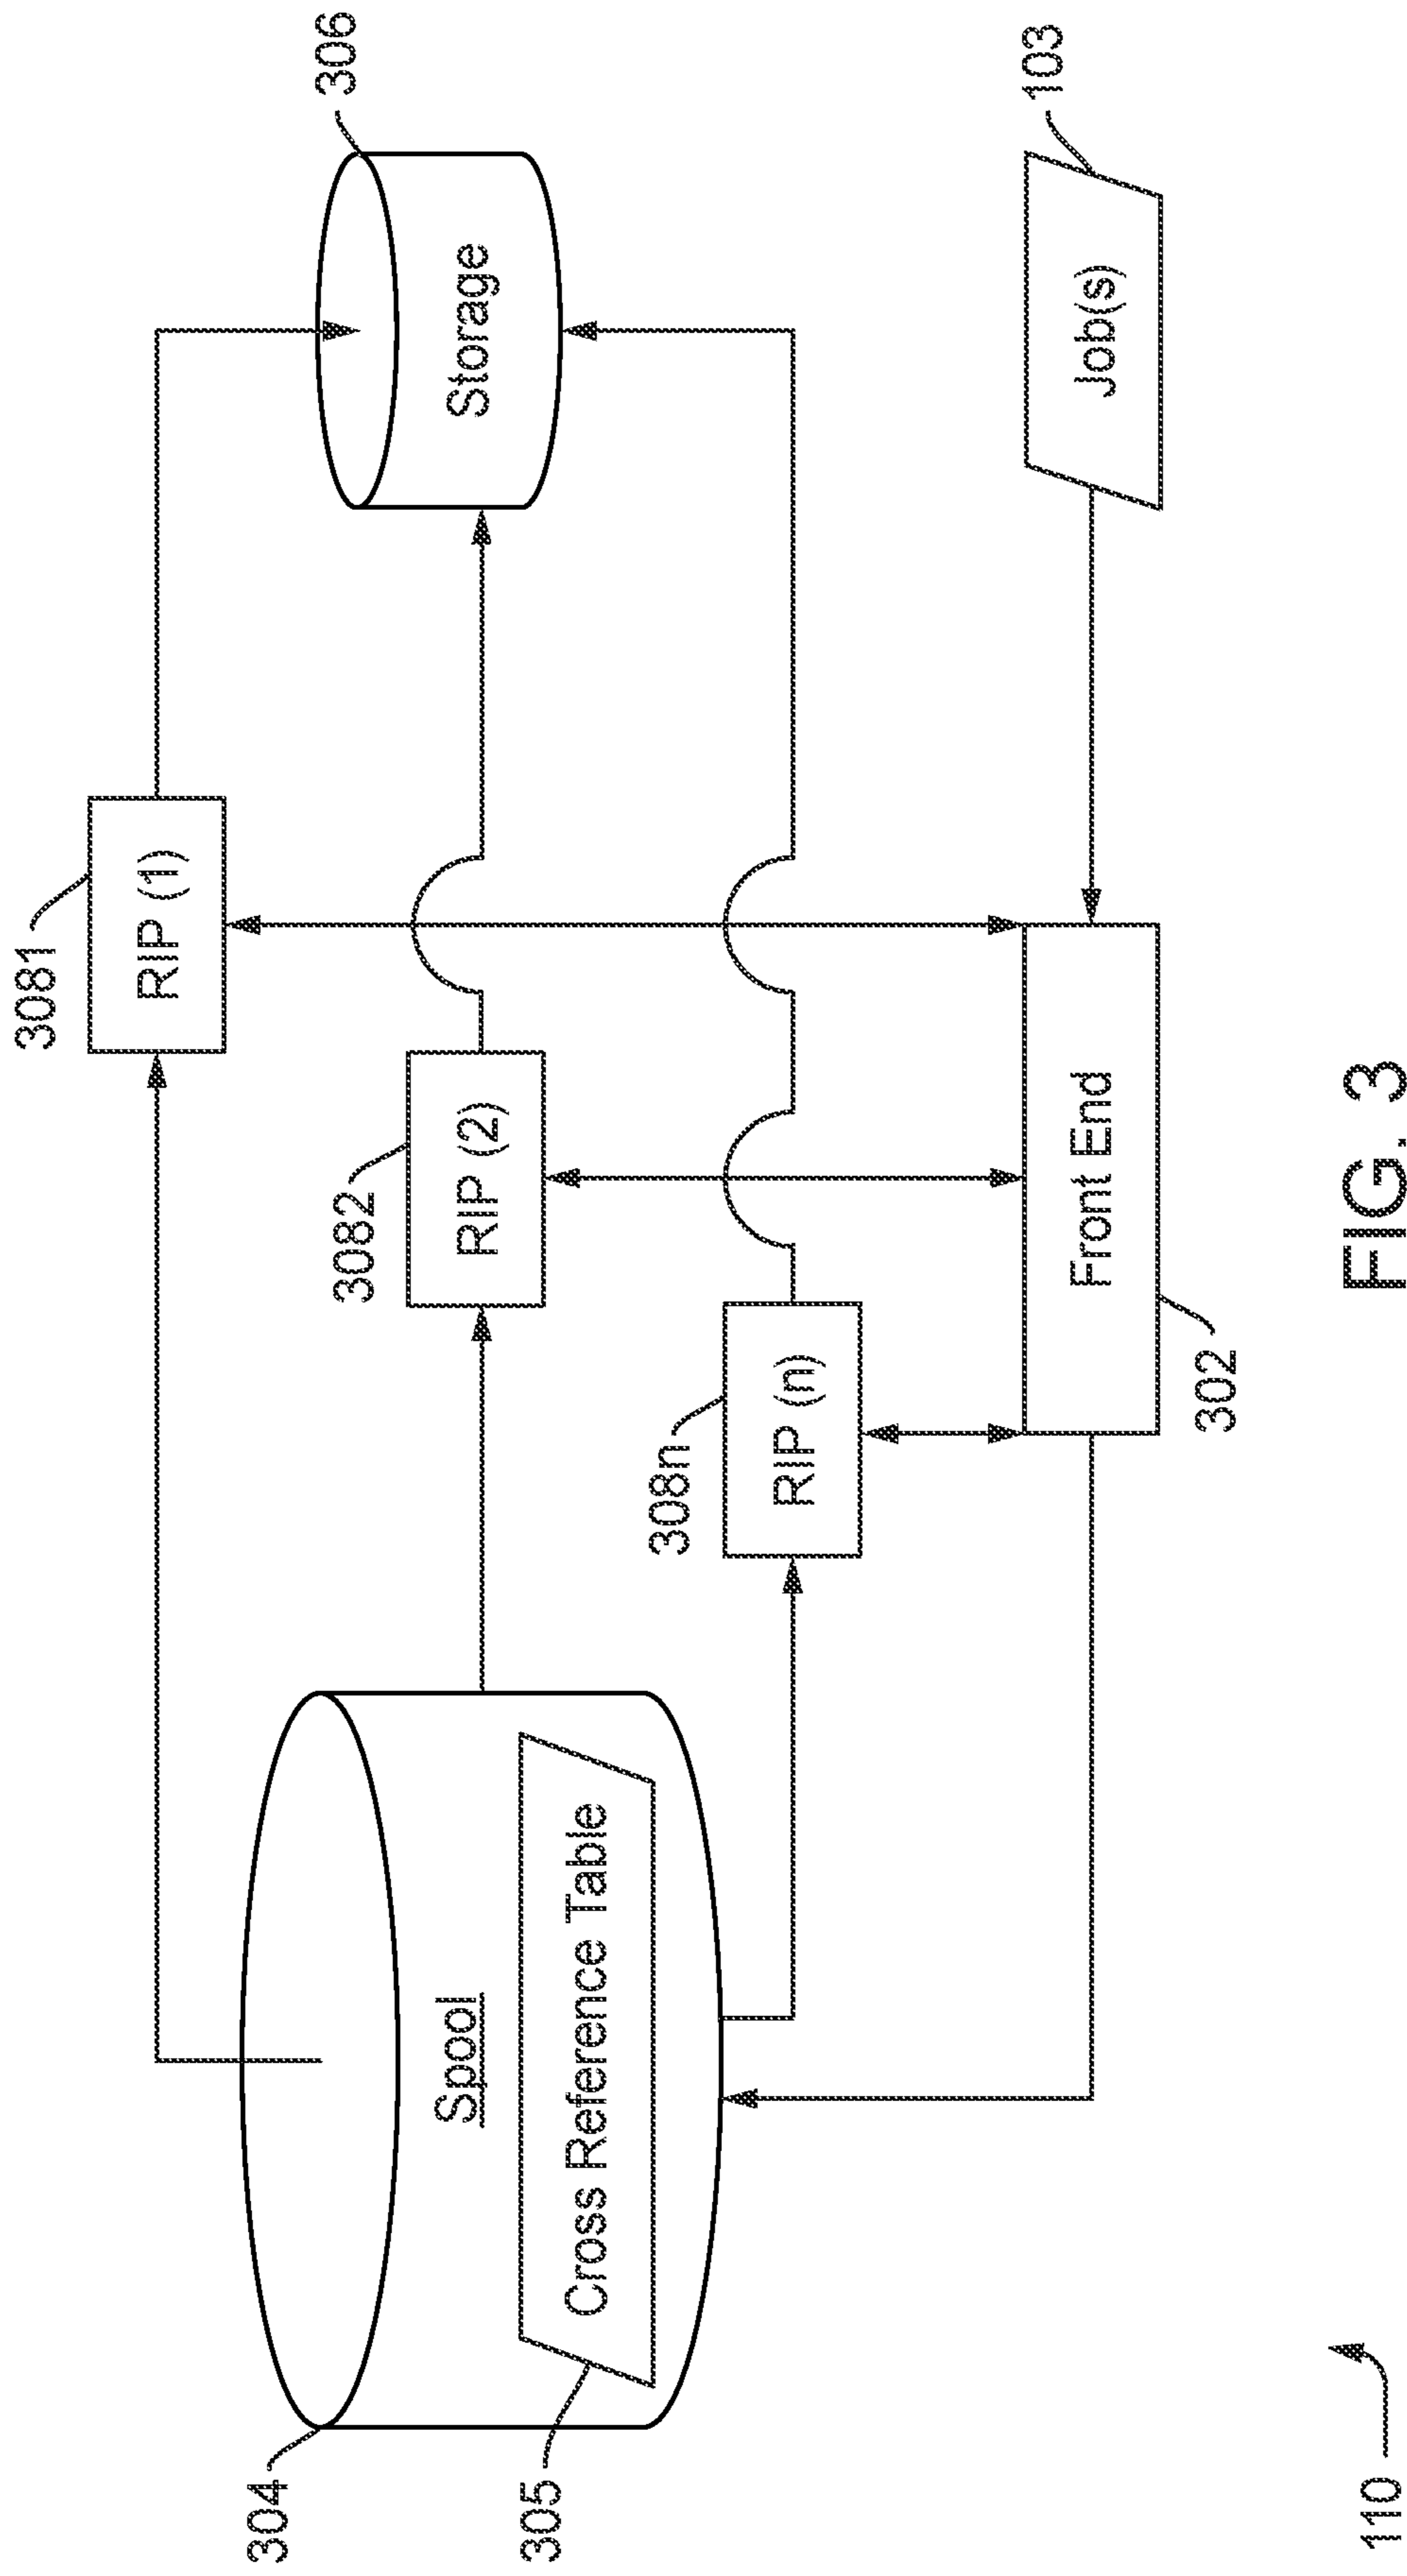 3081
RIP (1)
306
3082
RIP (2)
Storage
304
Spool
308n
RIP (n)
305
Cross Reference Table
Front End
Job(s)
103
302
110
FIG. 3